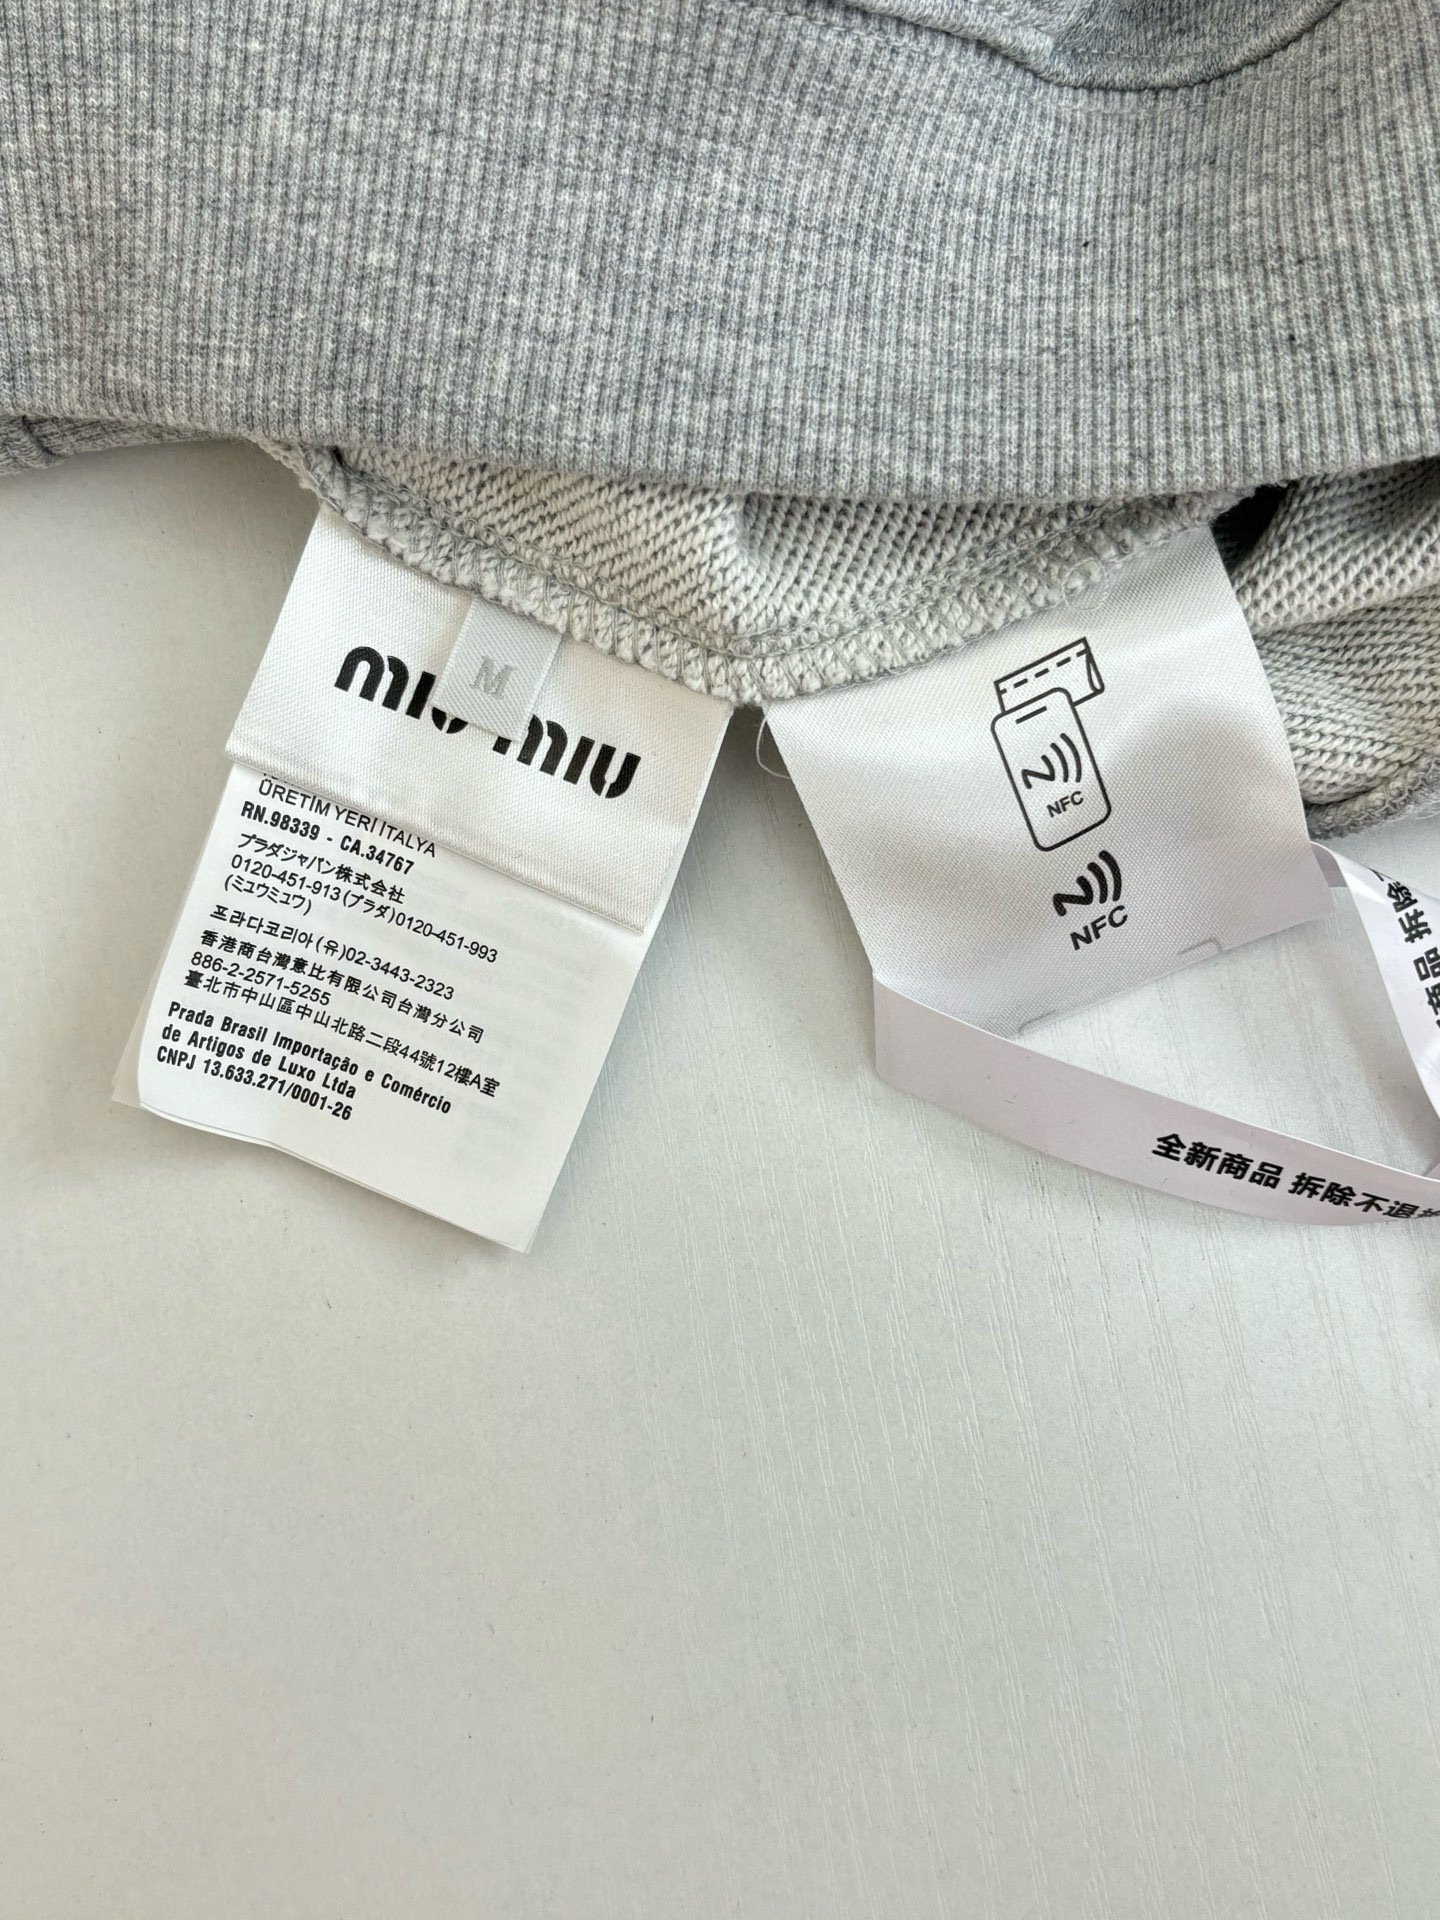 miu miu
M
ÜRETİM YERI ITALYA
RN.98339 - CA.34767
プラダジャパン株式会社
0120-451-913(プラダ)0120-451-993
(ミュウミュウ)
프라다코리아(유)02-3443-2323
香港商台灣意比有限公司台灣分公司
886-2-2571-5255
臺北市中山區中山北路二段44號12樓A室
Prada Brasil Importação e Comércio
de Artigos de Luxo Ltda
CNPJ 13.633.271/0001-26
NFC
NFC
全新商品 拆除不退
商品 拆除